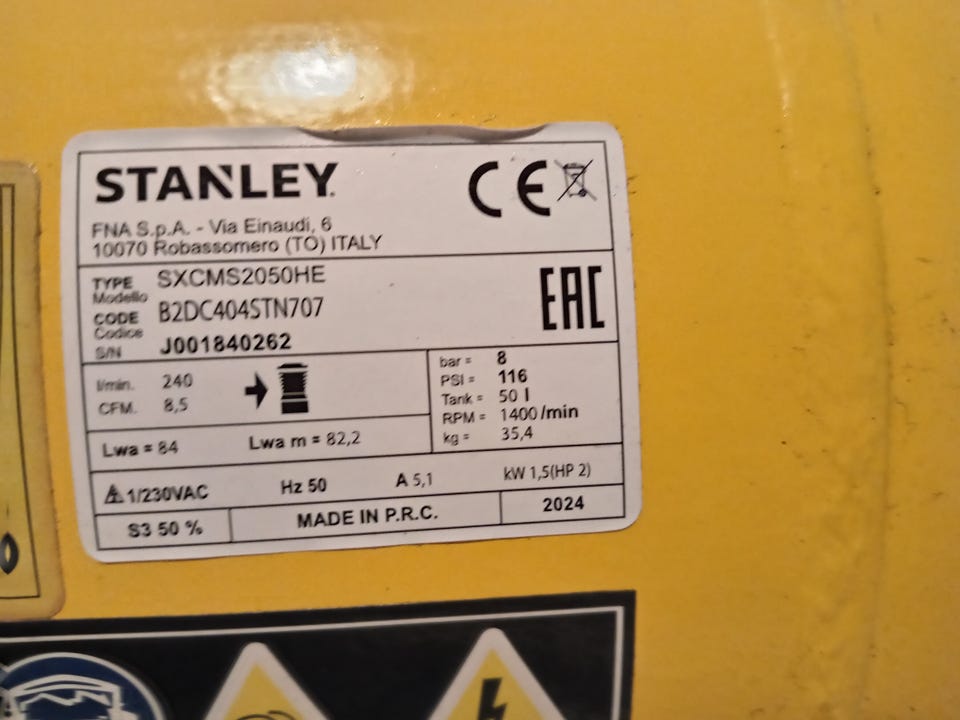 STANLEY.
CE
FNA S.p.A. - Via Einaudi, 6
10070 Robassomero (TO) ITALY
TYPE SXCMS2050HE
Modello
CODE B2DC404STN707
Codice
S/N J001840262
EAC
l/min. 240
CFM. 8,5
bar = 8
PSI = 116
Tank = 50 l
RPM = 1400/min
kg = 35,4
Lwa = 84 Lwa m = 82,2
1/230VAC Hz 50 A 5,1 kW 1,5(HP 2)
S3 50 % MADE IN P.R.C. 2024